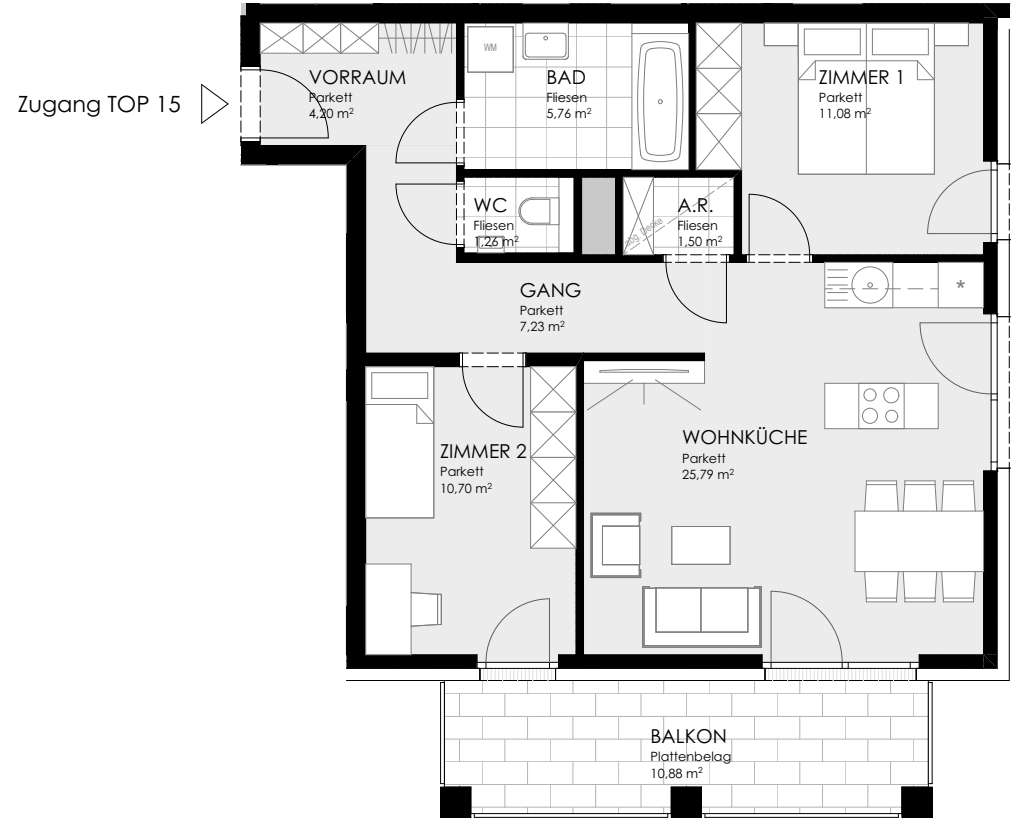 Zugang TOP 15
VORRAUM
Parkett
4,20 m²
WM
BAD
Fliesen
5,76 m²
ZIMMER 1
Parkett
11,08 m²
WC
Fliesen
1,26 m²
A.R.
Fliesen
1,50 m²
abg. Decke
GANG
Parkett
7,23 m²
*
ZIMMER 2
Parkett
10,70 m²
WOHNKÜCHE
Parkett
25,79 m²
BALKON
Plattenbelag
10,88 m²